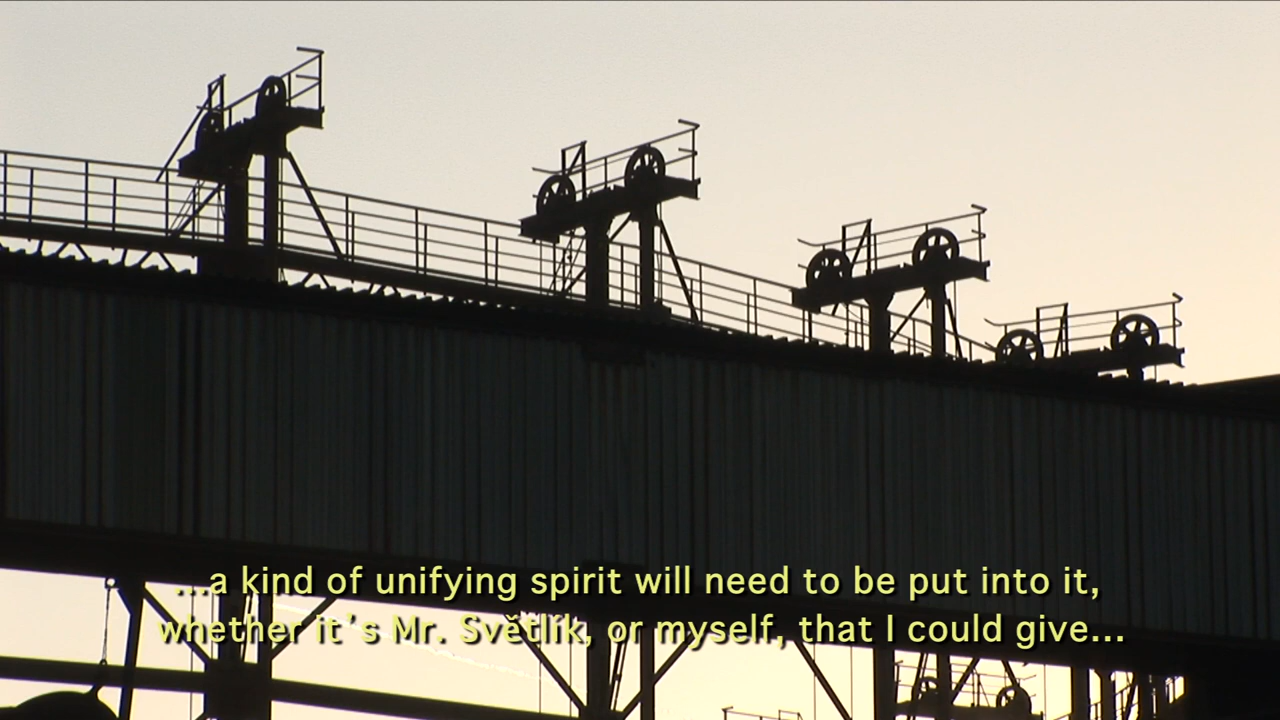 ...a kind of unifying spirit will need to be put into it,
whether it's Mr. Světlík, or myself, that I could give...